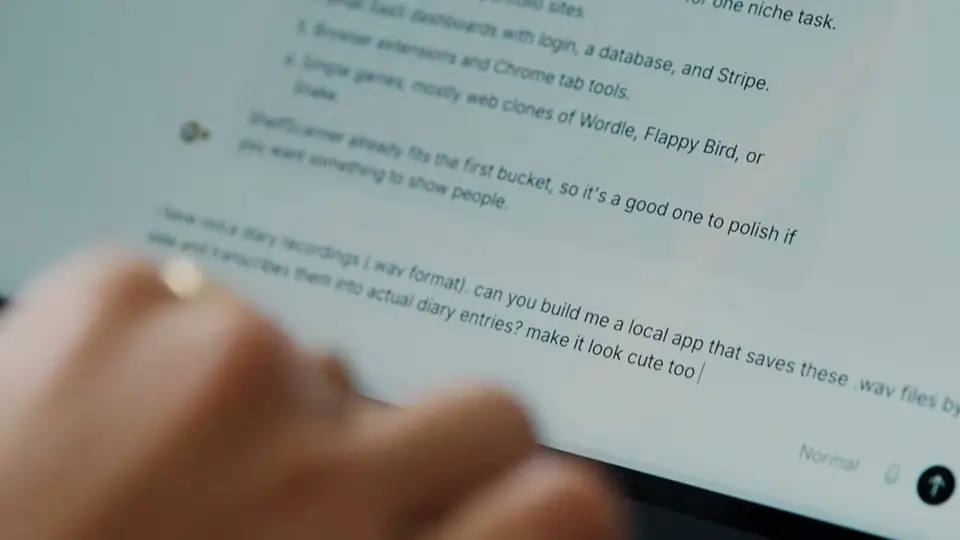 one niche task.
sites.
dashboards with login, a database, and Stripe.
5. Browser extensions and Chrome tab tools.
6. Simple games, mostly web clones of Wordle, Flappy Bird, or
Snake.
already fits the first bucket, so it's a good one to polish if
you want something to show people.
diary recordings (.wav format). can you build me a local app that saves these .wav files by
and transcribes them into actual diary entries? make it look cute too
Normal